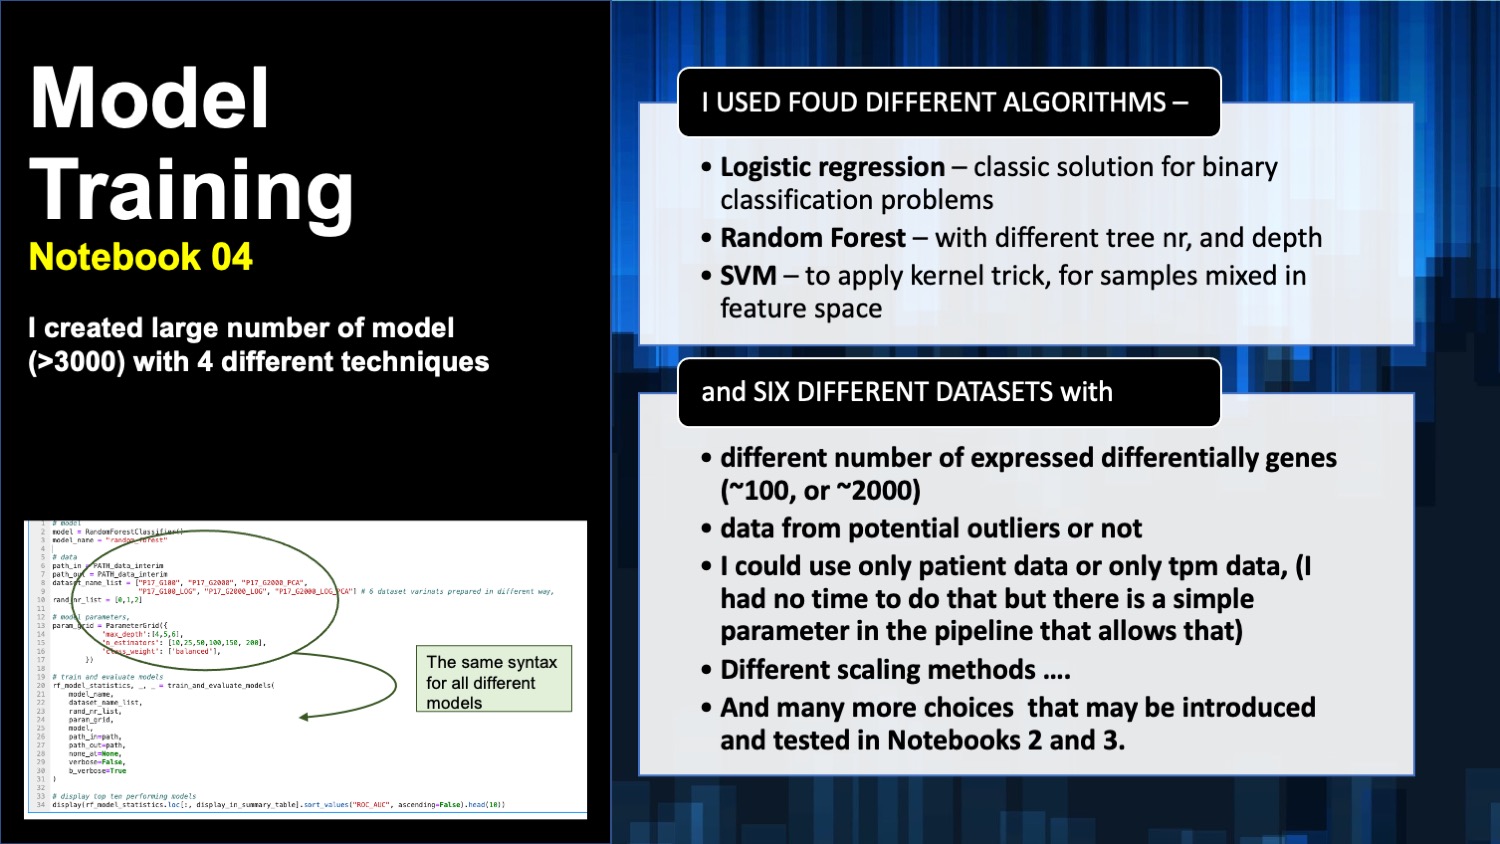 Model
Training
Notebook 04
I created large number of model
(>3000) with 4 different techniques
1 # model
2 model = RandomForestClassifier()
3 model_name = "random_forest"
4
5 # data
6 path_in = PATH_data_interim
7 path_out = PATH_data_interim
8 dataset_name_list = ["P17_G100", "P17_G2000", "P17_G2000_PCA",
9 "P17_G100_LOG", "P17_G2000_LOG", "P17_G2000_LOG_PCA"] # 6 dataset varinats prepared in different way,
10 rand_nr_list = [0,1,2]
11
12 # model parameters,
13 param_grid = ParameterGrid({
14 'max_depth':[4,5,6],
15 'n_estimators': [10,25,50,100,150, 200],
16 'class_weight': ['balanced'],
17 })
18
19 # train and evaluate models
20 rf_model_statistics, _, _ = train_and_evaluate_models(
21 model_name,
22 dataset_name_list,
23 rand_nr_list,
24 param_grid,
25 model,
26 path_in=path,
27 path_out=path,
28 none_at=None,
29 verbose=False,
30 b_verbose=True
31 )
32
33 # display top ten performing models
34 display(rf_model_statistics.loc[:, display_in_summary_table].sort_values("ROC_AUC", ascending=False).head(10))
The same syntax
for all different
models
I USED FOUD DIFFERENT ALGORITHMS –
• Logistic regression – classic solution for binary
classification problems
• Random Forest – with different tree nr, and depth
• SVM – to apply kernel trick, for samples mixed in
feature space
and SIX DIFFERENT DATASETS with
• different number of expressed differentially genes
(~100, or ~2000)
• data from potential outliers or not
• I could use only patient data or only tpm data, (I
had no time to do that but there is a simple
parameter in the pipeline that allows that)
• Different scaling methods ....
• And many more choices  that may be introduced
and tested in Notebooks 2 and 3.